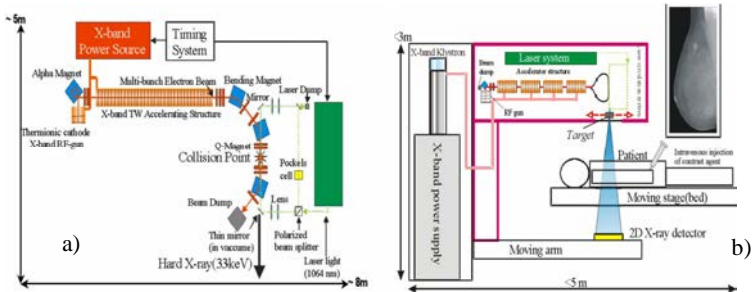 ~ 5m
X-band
Power Source
Timing
System
Alpha Magnet
Multi-bunch Electron Beam
Bending Magnet
Mirror
Laser Dump
X-band TW Accelerating Structure
Thermionic cathode
X-band RF-gun
Q-Magnet
Collision Point
Pockels
cell
Beam Dump
Lens
Thin mirror
(in vaccume)
Polarized
beam splitter
Laser light
(1064 nm)
Hard X-ray(33keV)
~ 8m
a)
<3m
X-band Klystron
Laser system
Beam
dump
Accelerator structure
RF gun
Target
X-band power supply
Intravenous injection
of contrast agent
Patient
Moving stage(bed)
2D X-ray detector
Moving arm
<5 m
b)